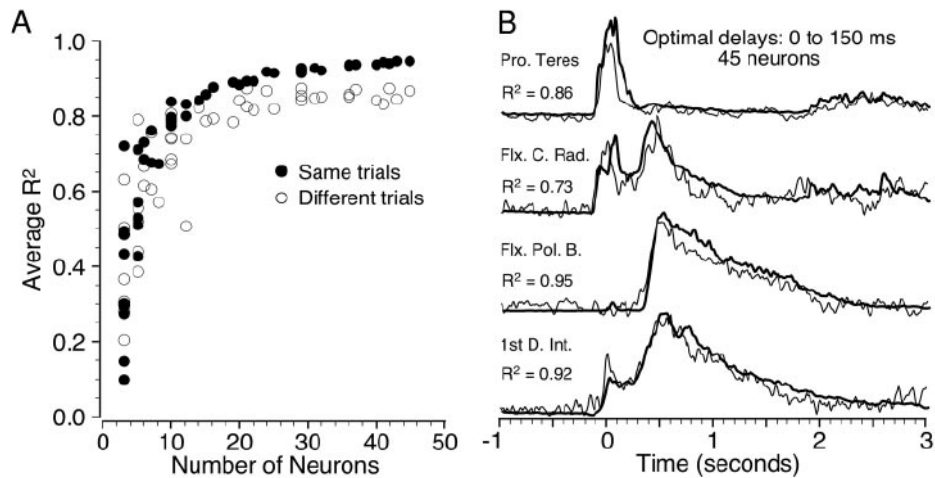 A
1.0
0.8
0.6
0.4
0.2
0.0
Average R²
0 10 20 30 40 50
Number of Neurons
Same trials
Different trials
B
Optimal delays: 0 to 150 ms
45 neurons
Pro. Teres
R² = 0.86
Flx. C. Rad.
R² = 0.73
Flx. Pol. B.
R² = 0.95
1st D. Int.
R² = 0.92
-1 0 1 2 3
Time (seconds)